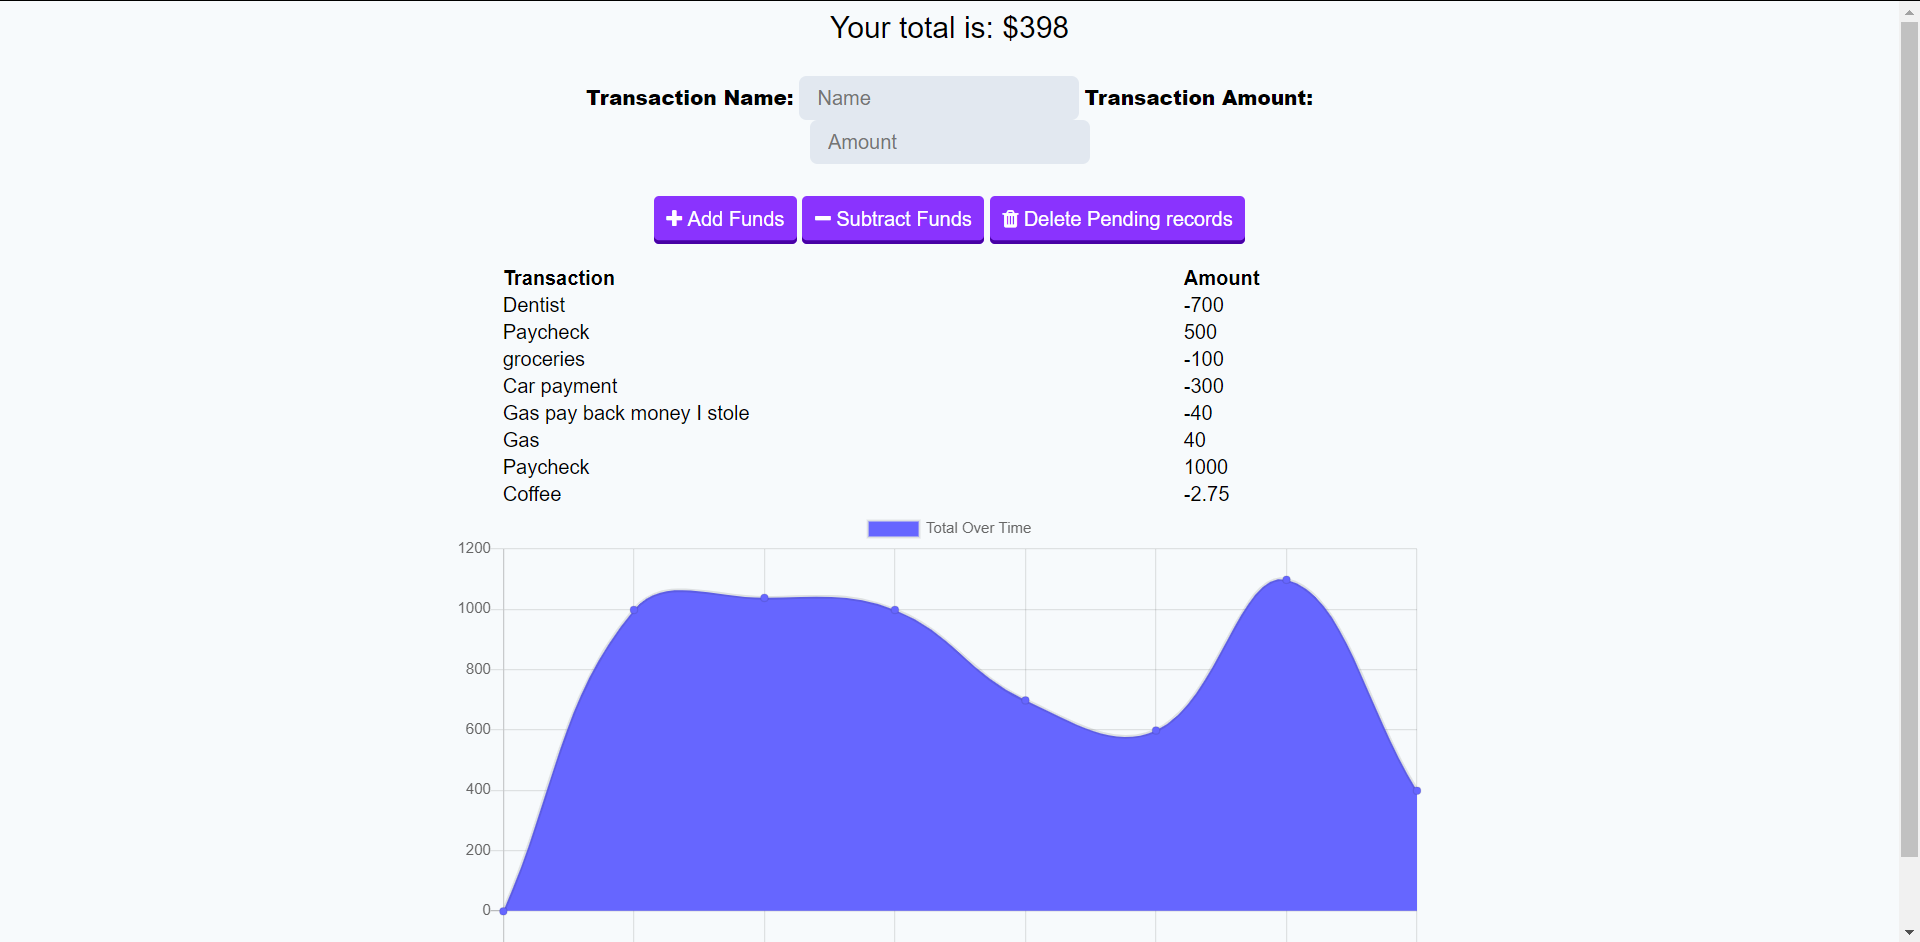 Your total is: $398
Transaction Name: Name Transaction Amount:
Amount
Add Funds Subtract Funds Delete Pending records
Transaction Amount
Dentist -700
Paycheck 500
groceries -100
Car payment -300
Gas pay back money I stole -40
Gas 40
Paycheck 1000
Coffee -2.75
Total Over Time
1200
1000
800
600
400
200
0